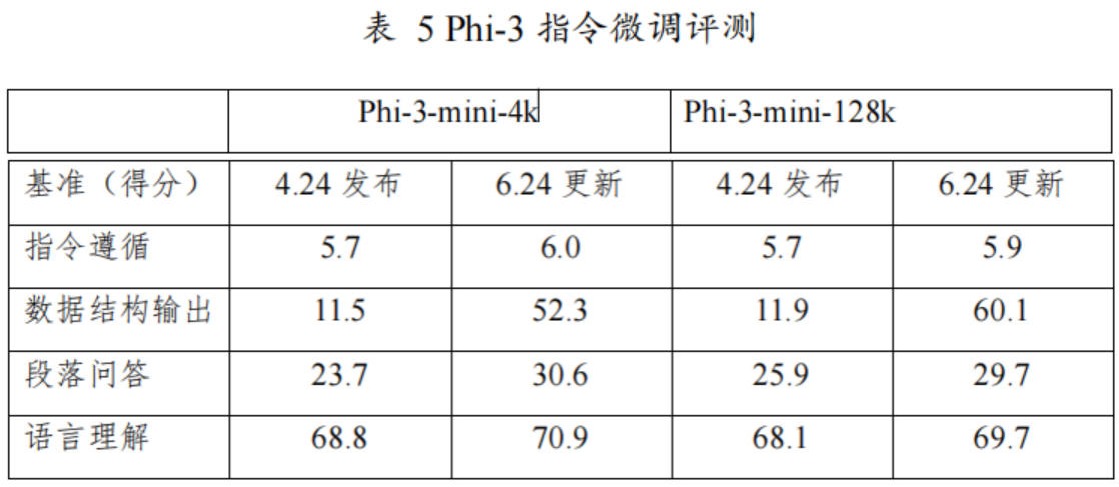 表 5 Phi-3 指令微调评测
Phi-3-mini-4k Phi-3-mini-128k
基准（得分） 4.24 发布 6.24 更新 4.24 发布 6.24 更新
指令遵循 5.7 6.0 5.7 5.9
数据结构输出 11.5 52.3 11.9 60.1
段落问答 23.7 30.6 25.9 29.7
语言理解 68.8 70.9 68.1 69.7